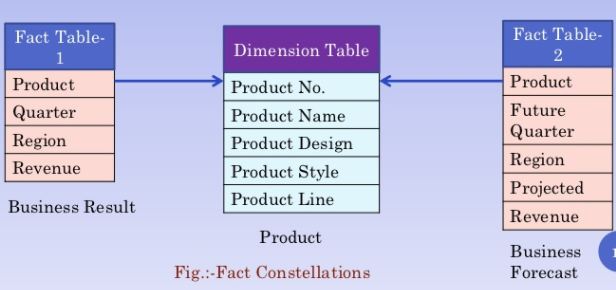 Fact Table-
1
Product
Quarter
Region
Revenue
Business Result
Dimension Table
Product No.
Product Name
Product Design
Product Style
Product Line
Product
Fact Table-
2
Product
Future
Quarter
Region
Projected
Revenue
Business
Forecast
Fig.:-Fact Constellations